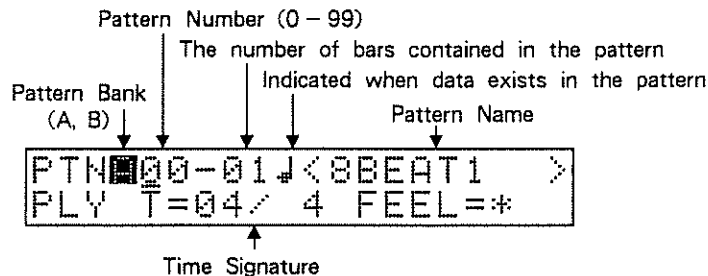 Pattern Number (0 – 99)
The number of bars contained in the pattern
Indicated when data exists in the pattern
Pattern Bank
(A, B)
Pattern Name
PTN 00-01♩<8BEAT1 >
PLY T=04/ 4 FEEL=*
Time Signature